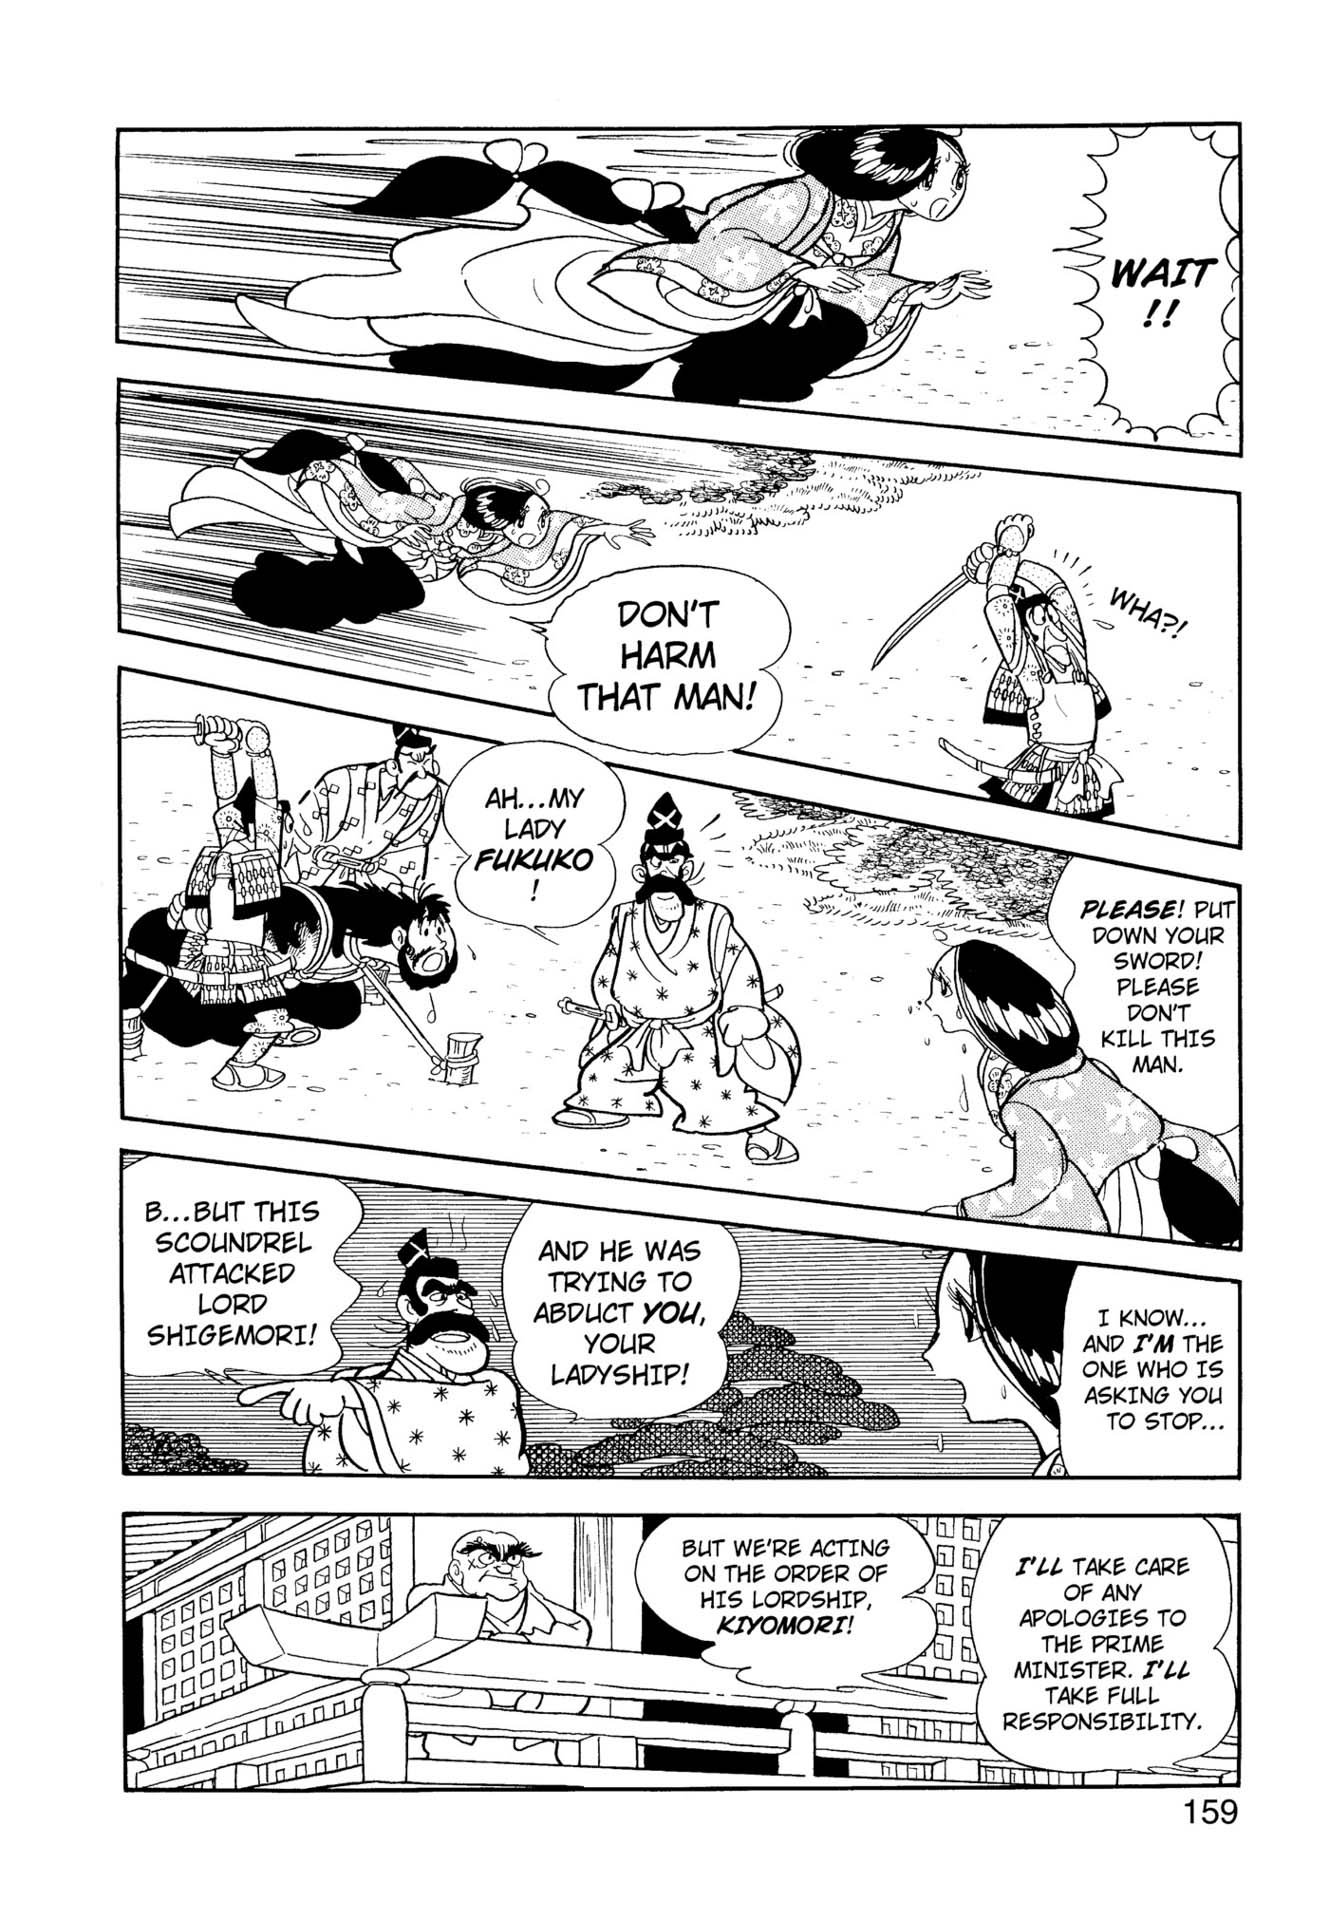 WAIT
!!
DON'T
HARM
THAT MAN!
WHA?!
AH...MY
LADY
FUKUKO
!
PLEASE! PUT
DOWN YOUR
SWORD!
PLEASE
DON'T
KILL THIS
MAN.
B...BUT THIS
SCOUNDREL
ATTACKED
LORD
SHIGEMORI!
AND HE WAS
TRYING TO
ABDUCT YOU,
YOUR
LADYSHIP!
I KNOW...
AND I'M THE
ONE WHO IS
ASKING YOU
TO STOP...
BUT WE'RE ACTING
ON THE ORDER OF
HIS LORDSHIP,
KIYOMORI!
I'LL TAKE CARE
OF ANY
APOLOGIES TO
THE PRIME
MINISTER. I'LL
TAKE FULL
RESPONSIBILITY.
159